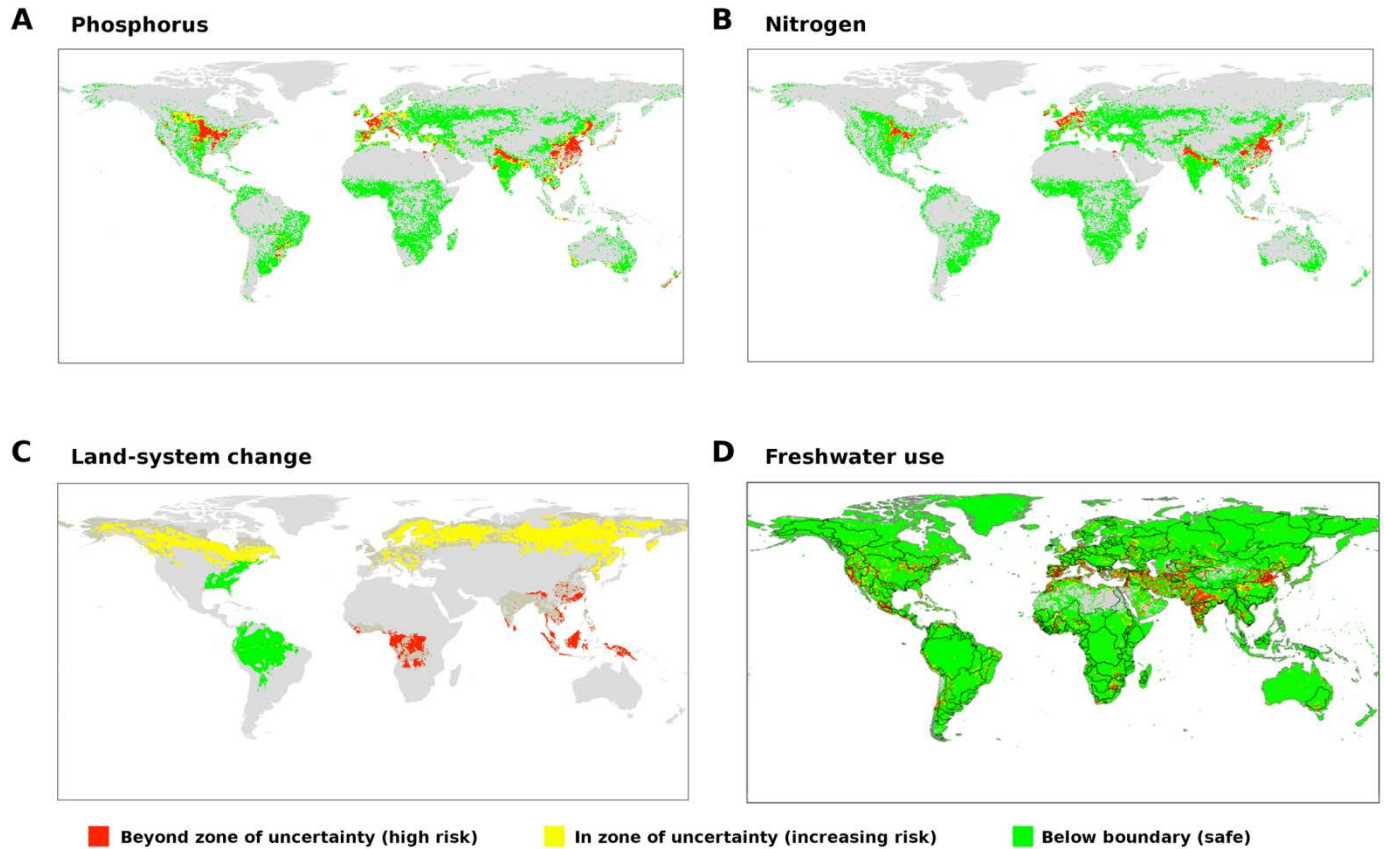 A Phosphorus
B Nitrogen
C Land-system change
D Freshwater use
Beyond zone of uncertainty (high risk)
In zone of uncertainty (increasing risk)
Below boundary (safe)